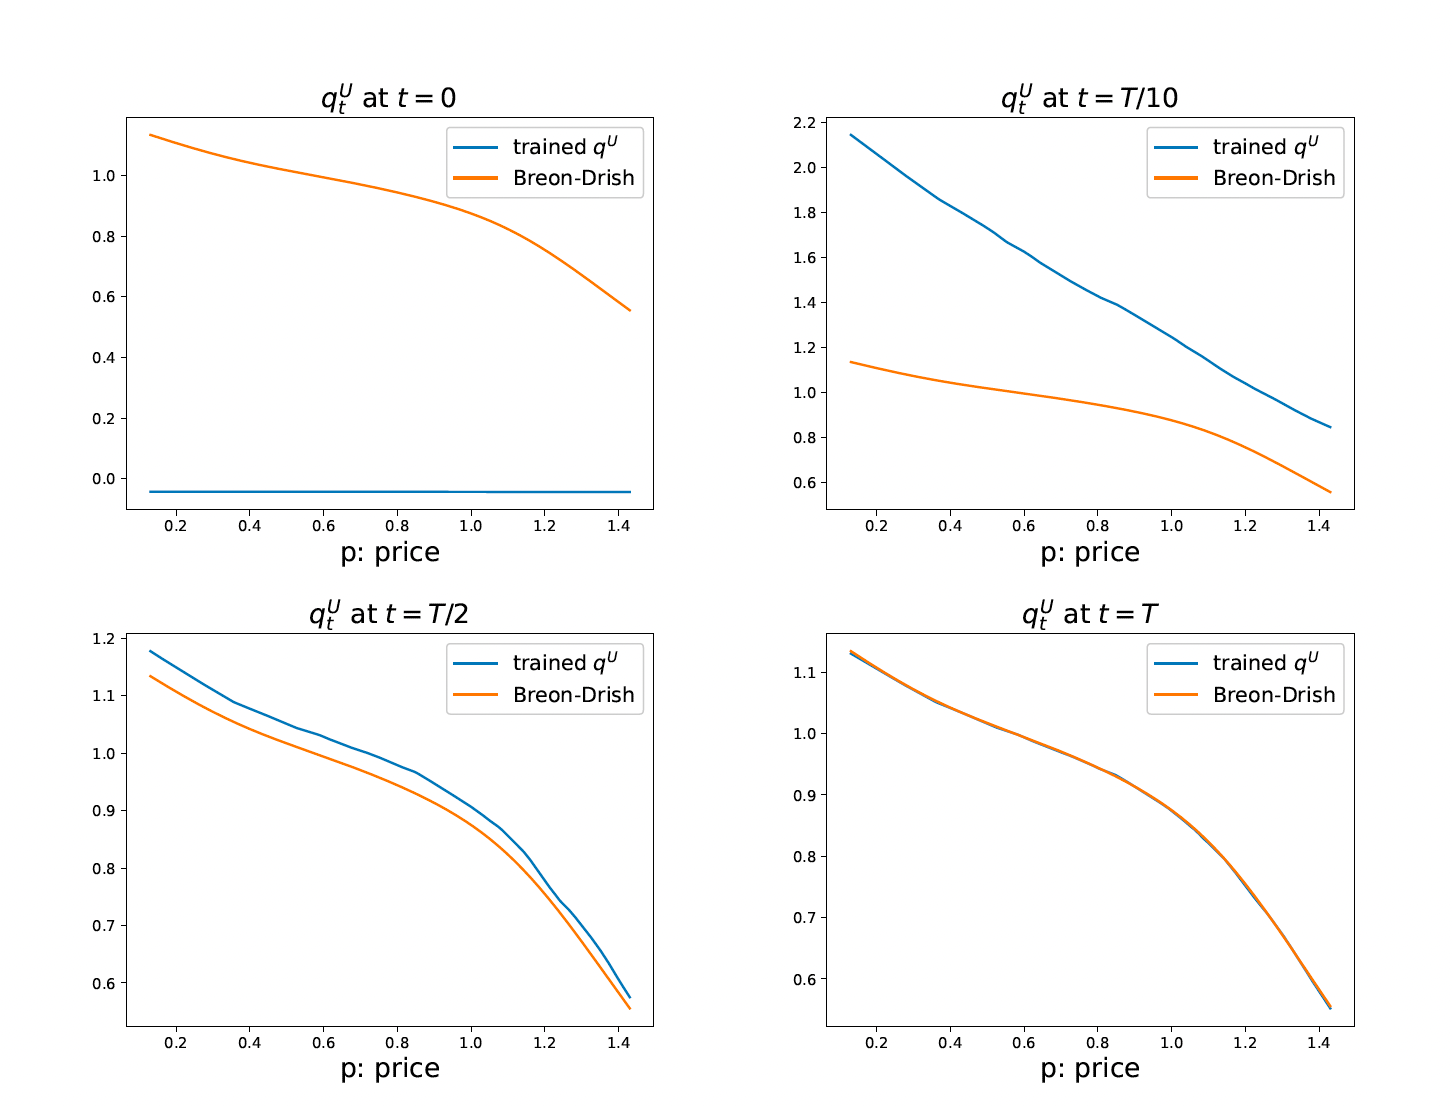 q_t^U at t = 0
trained q^U
Breon-Drish
1.0
0.8
0.6
0.4
0.2
0.0
0.2 0.4 0.6 0.8 1.0 1.2 1.4
p: price
q_t^U at t = T/10
trained q^U
Breon-Drish
2.2
2.0
1.8
1.6
1.4
1.2
1.0
0.8
0.6
0.2 0.4 0.6 0.8 1.0 1.2 1.4
p: price
q_t^U at t = T/2
trained q^U
Breon-Drish
1.2
1.1
1.0
0.9
0.8
0.7
0.6
0.2 0.4 0.6 0.8 1.0 1.2 1.4
p: price
q_t^U at t = T
trained q^U
Breon-Drish
1.1
1.0
0.9
0.8
0.7
0.6
0.2 0.4 0.6 0.8 1.0 1.2 1.4
p: price